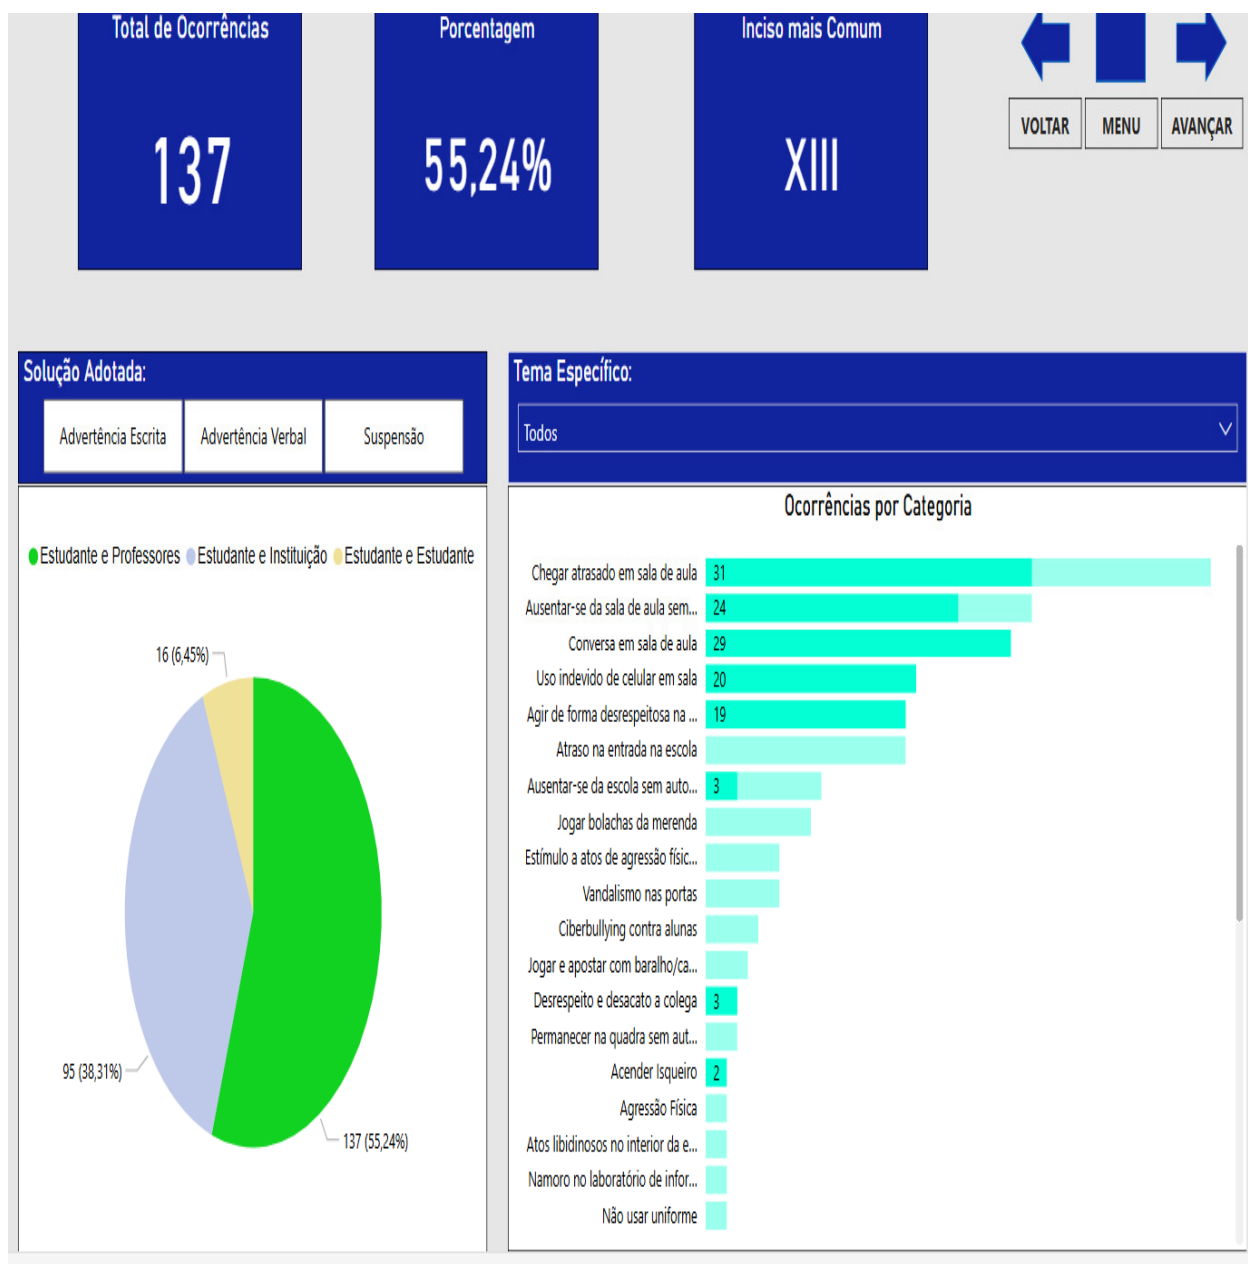 Total de Ocorrências
137
Porcentagem
55,24%
Inciso mais Comum
XIII
VOLTAR
MENU
AVANÇAR
Solução Adotada:
Advertência Escrita
Advertência Verbal
Suspensão
Tema Específico:
Todos
Estudante e Professores Estudante e Instituição Estudante e Estudante
16 (6,45%)
95 (38,31%)
137 (55,24%)
Ocorrências por Categoria
Chegar atrasado em sala de aula 31
Ausentar-se da sala de aula sem... 24
Conversa em sala de aula 29
Uso indevido de celular em sala 20
Agir de forma desrespeitosa na ... 19
Atraso na entrada na escola
Ausentar-se da escola sem auto... 3
Jogar bolachas da merenda
Estímulo a atos de agressão físic...
Vandalismo nas portas
Ciberbullying contra alunas
Jogar e apostar com baralho/ca...
Desrespeito e desacato a colega 3
Permanecer na quadra sem aut...
Acender Isqueiro 2
Agressão Física
Atos libidinosos no interior da e...
Namoro no laboratório de infor...
Não usar uniforme